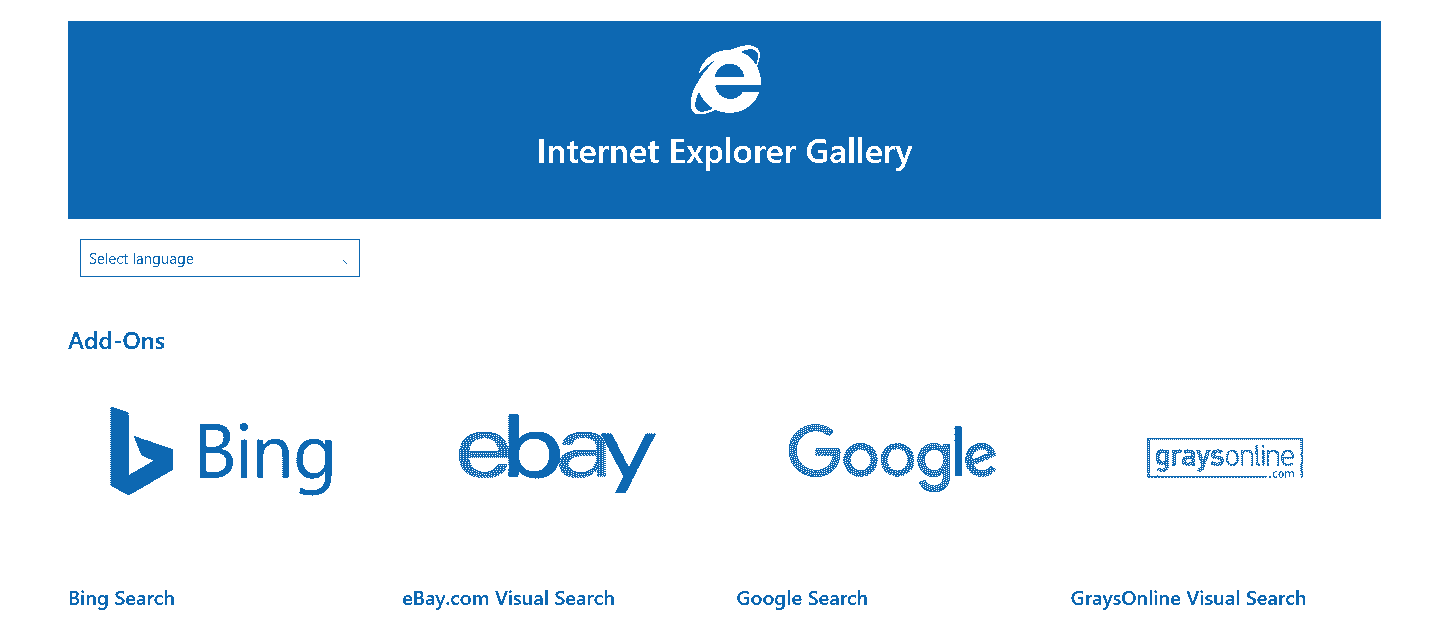 Internet Explorer Gallery
Select language
Add-Ons
Bing
ebay
Google
graysonline
.com
Bing Search
eBay.com Visual Search
Google Search
GraysOnline Visual Search